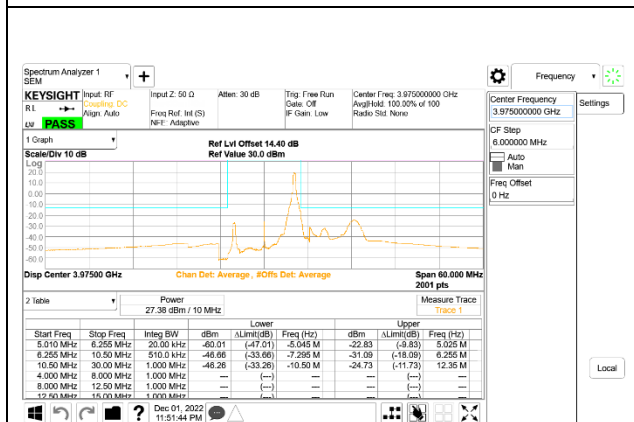 Spectrum Analyzer 1
SEM
Frequency
KEYSIGHT Input: RF Input Z: 50 Ω Atten: 30 dB Trig: Free Run Center Freq: 3.975000000 GHz
RL Coupling: DC Gate: Off Avg|Hold: 100.00% of 100
Align: Auto Freq Ref: Int (S) IF Gain: Low Radio Std: None
PASS NFE: Adaptive
Center Frequency
3.975000000 GHz
Settings
CF Step
6.000000 MHz
Auto
Man
Freq Offset
0 Hz
1 Graph
Ref Lvl Offset 14.40 dB
Scale/Div 10 dB Ref Value 30.0 dBm
Log
20.0
10.0
0.00
-10.0
-20.0
-30.0
-40.0
-50.0
-60.0
Disp Center 3.97500 GHz Chan Det: Average, #Offs Det: Average Span 60.000 MHz
2001 pts
2 Table Power Measure Trace
27.38 dBm / 10 MHz Trace 1
Lower Upper
Start Freq Stop Freq Integ BW dBm ΔLimit(dB) Freq (Hz) dBm ΔLimit(dB) Freq (Hz)
5.010 MHz 6.255 MHz 20.00 kHz -60.01 (-47.01) -5.045 M -22.83 (-9.83) 5.025 M
6.255 MHz 10.50 MHz 510.0 kHz -46.66 (-33.66) -7.295 M -31.09 (-18.09) 6.255 M
10.50 MHz 30.00 MHz 1.000 MHz -46.26 (-33.26) -10.50 M -24.73 (-11.73) 12.35 M
4.000 MHz 8.000 MHz 1.000 MHz --- (---) --- --- (---) ---
8.000 MHz 12.50 MHz 1.000 MHz --- (---) --- --- (---) ---
12.50 MHz 15.00 MHz 1.000 MHz --- (---) --- --- (---) ---
Local
? Dec 01, 2022
11:51:44 PM